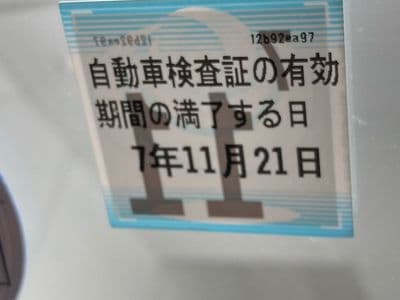 12b92ea97
自動車検査証の有効
期間の満了する日
7年11月21日